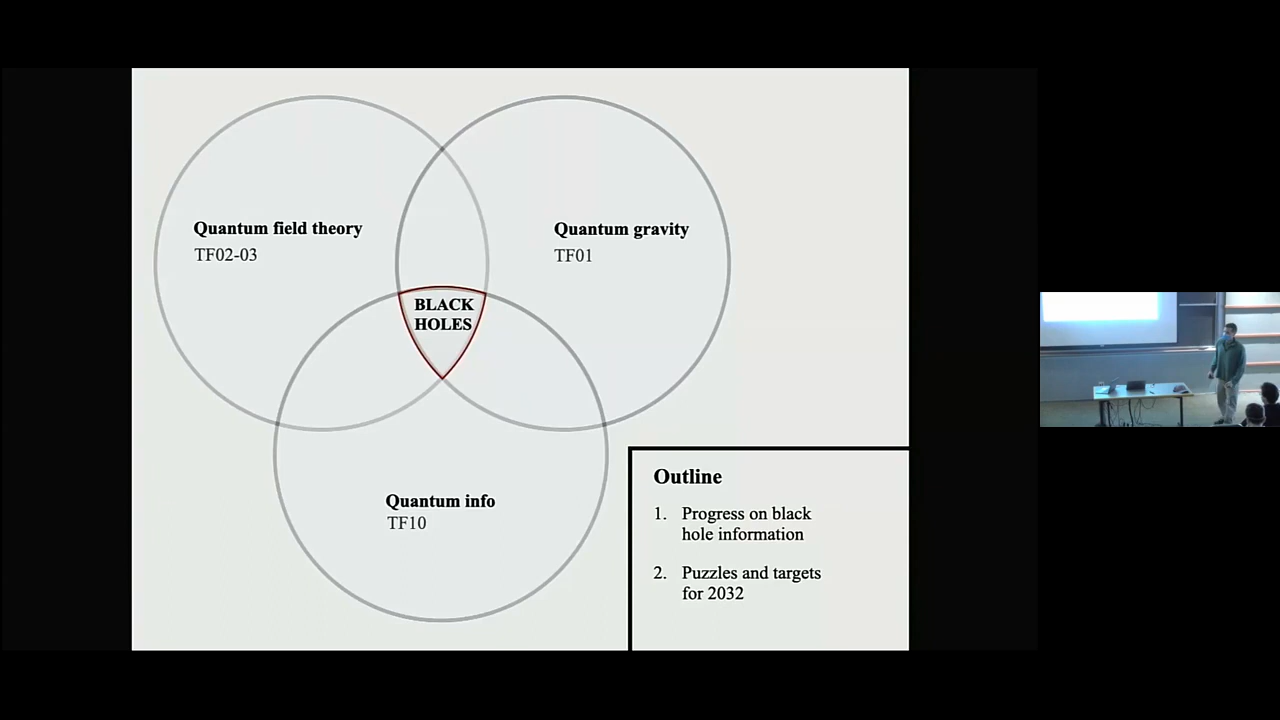 Quantum field theory
TF02-03
Quantum gravity
TF01
BLACK
HOLES
Quantum info
TF10
Outline
1. Progress on black
hole information
2. Puzzles and targets
for 2032